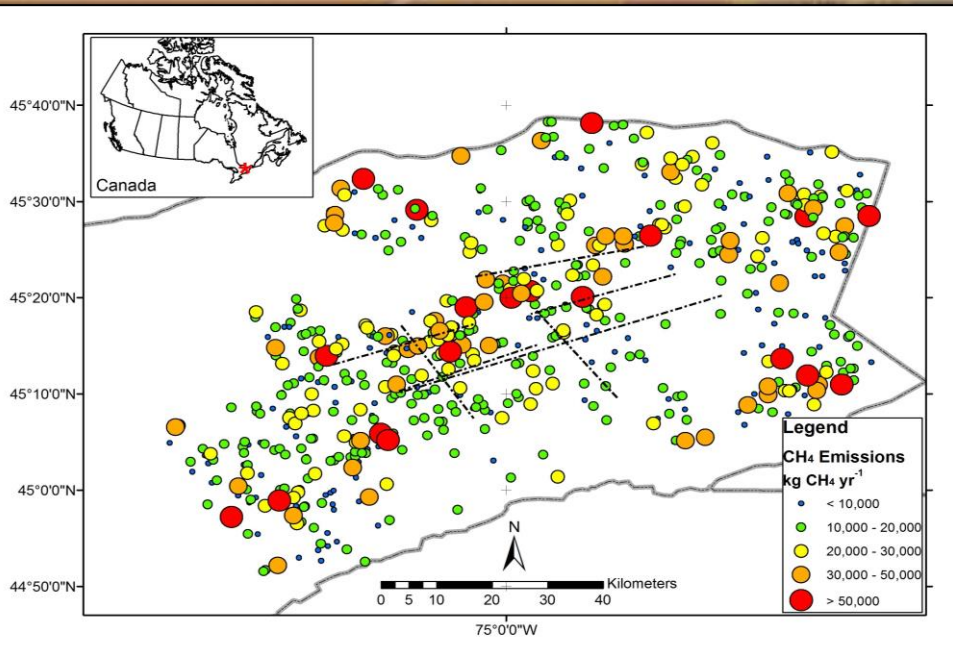 Canada
45°40'0"N
45°30'0"N
45°20'0"N
45°10'0"N
45°0'0"N
44°50'0"N
75°0'0"W
N
Kilometers
0 5 10 20 30 40
Legend
CH₄ Emissions
kg CH₄ yr⁻¹
< 10,000
10,000 - 20,000
20,000 - 30,000
30,000 - 50,000
> 50,000